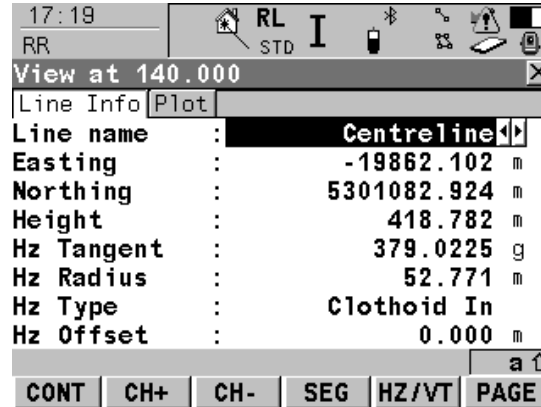 17:19
RR
RL
STD
I
View at 140.000
X
Line Info Plot
Line name : Centreline
Easting : -19862.102 m
Northing : 5301082.924 m
Height : 418.782 m
Hz Tangent : 379.0225 g
Hz Radius : 52.771 m
Hz Type : Clothoid In
Hz Offset : 0.000 m
a
CONT CH+ CH- SEG HZ/VT PAGE